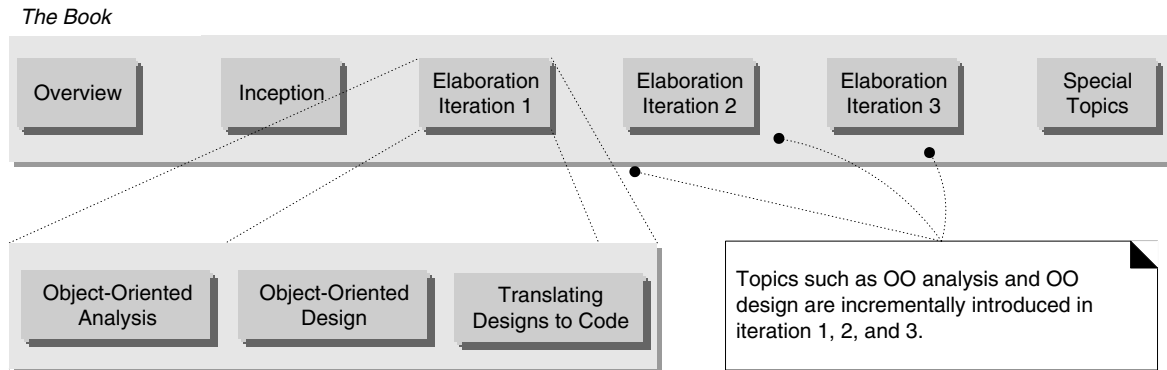 The Book
Overview
Inception
Elaboration
Iteration 1
Elaboration
Iteration 2
Elaboration
Iteration 3
Special
Topics
Object-Oriented
Analysis
Object-Oriented
Design
Translating
Designs to Code
Topics such as OO analysis and OO
design are incrementally introduced in
iteration 1, 2, and 3.